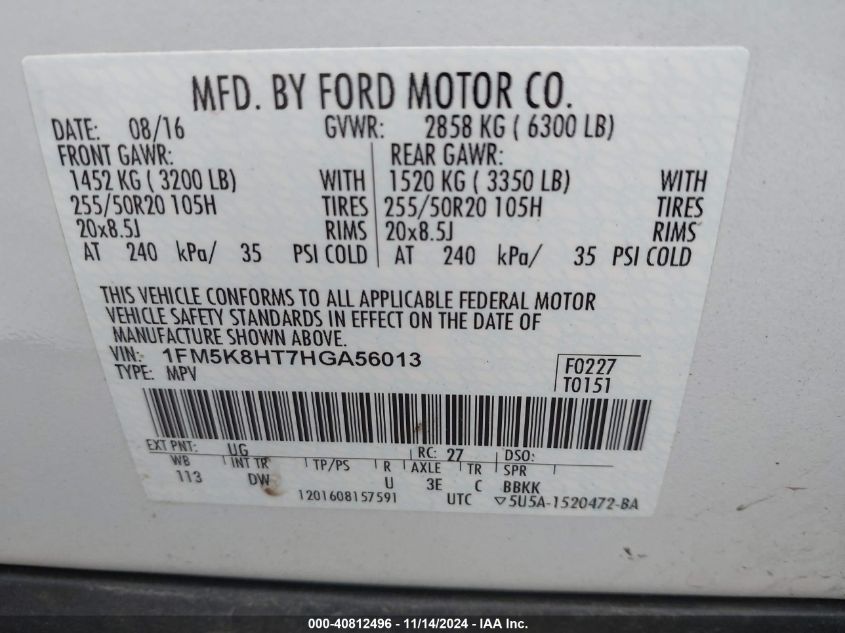 MFD. BY FORD MOTOR CO.
DATE: 08/16 GVWR: 2858 KG ( 6300 LB)
FRONT GAWR: REAR GAWR:
1452 KG ( 3200 LB) WITH 1520 KG ( 3350 LB) WITH
255/50R20 105H TIRES 255/50R20 105H TIRES
20x8.5J RIMS 20x8.5J RIMS
AT 240 kPa/ 35 PSI COLD AT 240 kPa/ 35 PSI COLD
THIS VEHICLE CONFORMS TO ALL APPLICABLE FEDERAL MOTOR
VEHICLE SAFETY STANDARDS IN EFFECT ON THE DATE OF
MANUFACTURE SHOWN ABOVE.
VIN: 1FM5K8HT7HGA56013 F0227
TYPE: MPV T0151
EXT PNT: UG RC: 27 DSO:
WB INT TR TP/PS R AXLE TR SPR
113 DW U 3E C BBKK
1201608157591 UTC ▽5U5A-1520472-BA
000-40812496 - 11/14/2024 - IAA Inc.